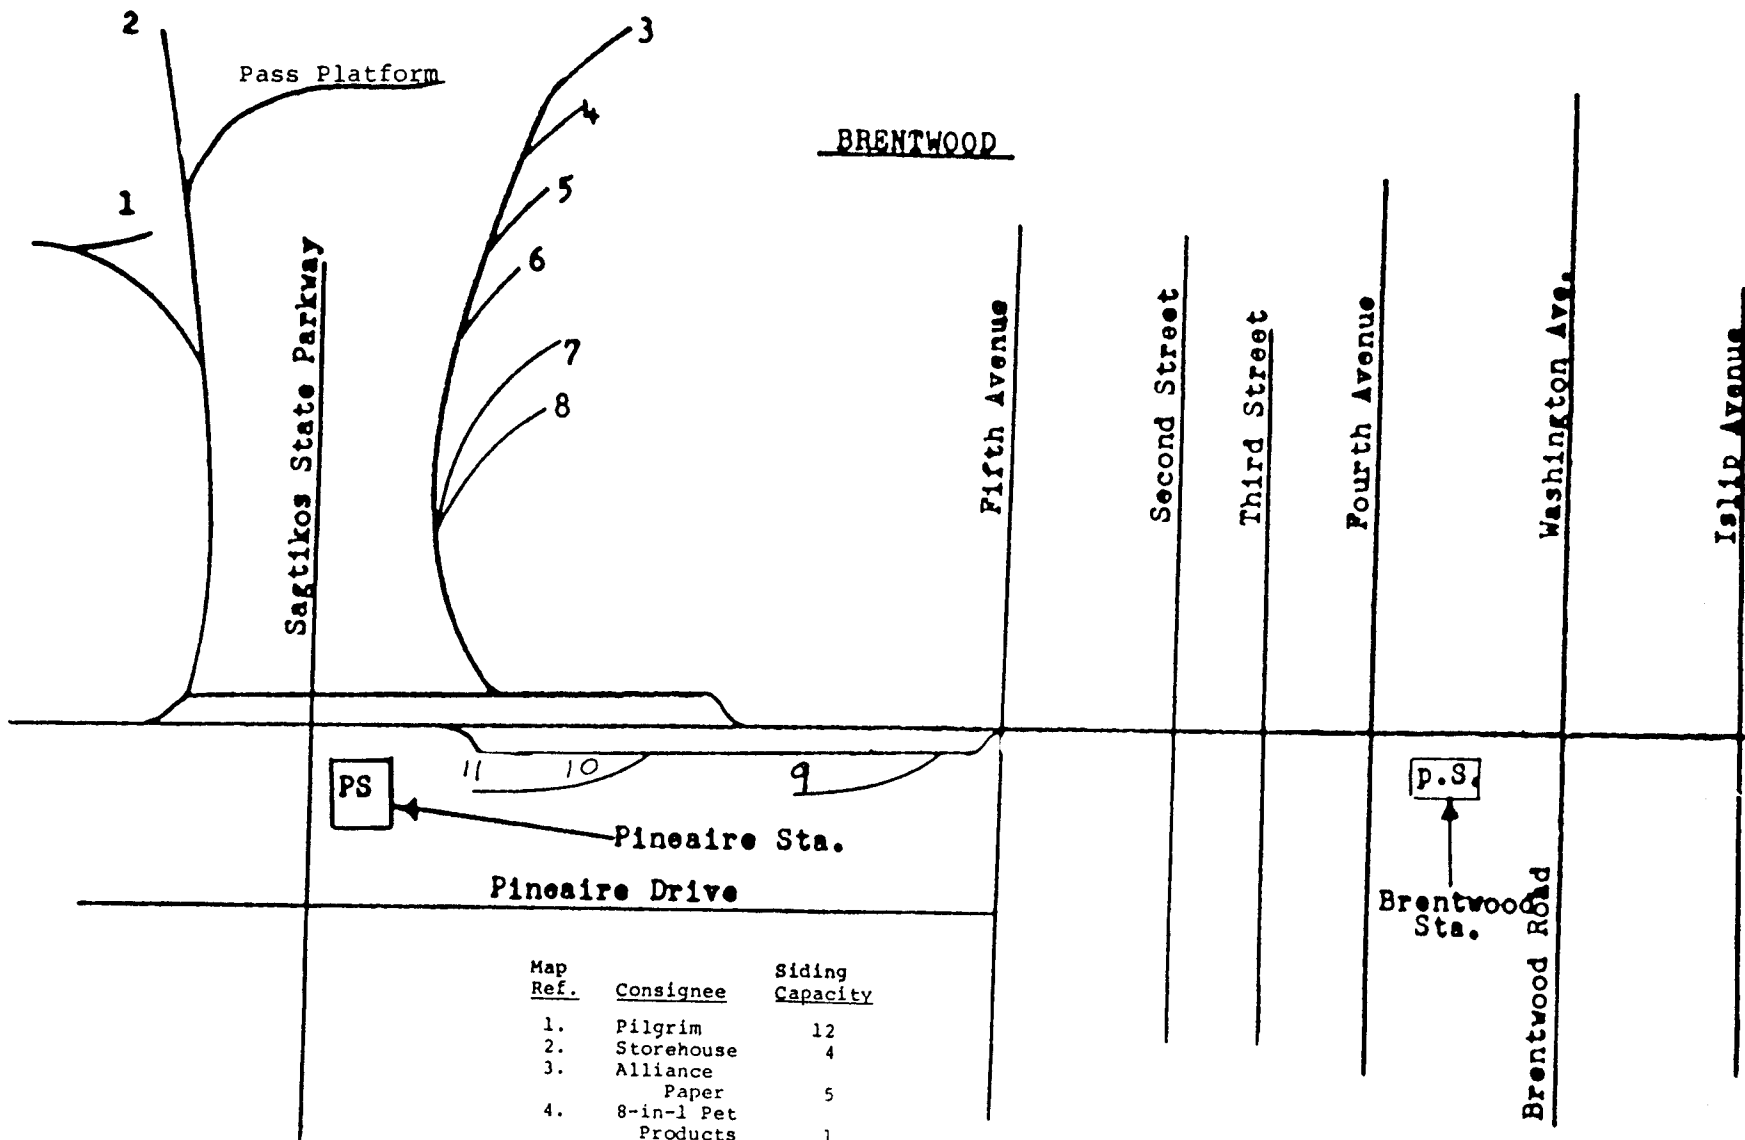 2
3
Pass Platform
4
BRENTWOOD
5
1
6
7
8
Sagtikos State Parkway
Fifth Avenue
Second Street
Third Street
Fourth Avenue
Washington Ave.
Islip Avenue
PS
11
10
9
p.S.
Pineaire Sta.
Pineaire Drive
Brentwood
Sta.
Brentwood Road
Map Siding
Ref. Consignee Capacity
1. Pilgrim 12
2. Storehouse 4
3. Alliance
Paper 5
4. 8-in-1 Pet
Products 1